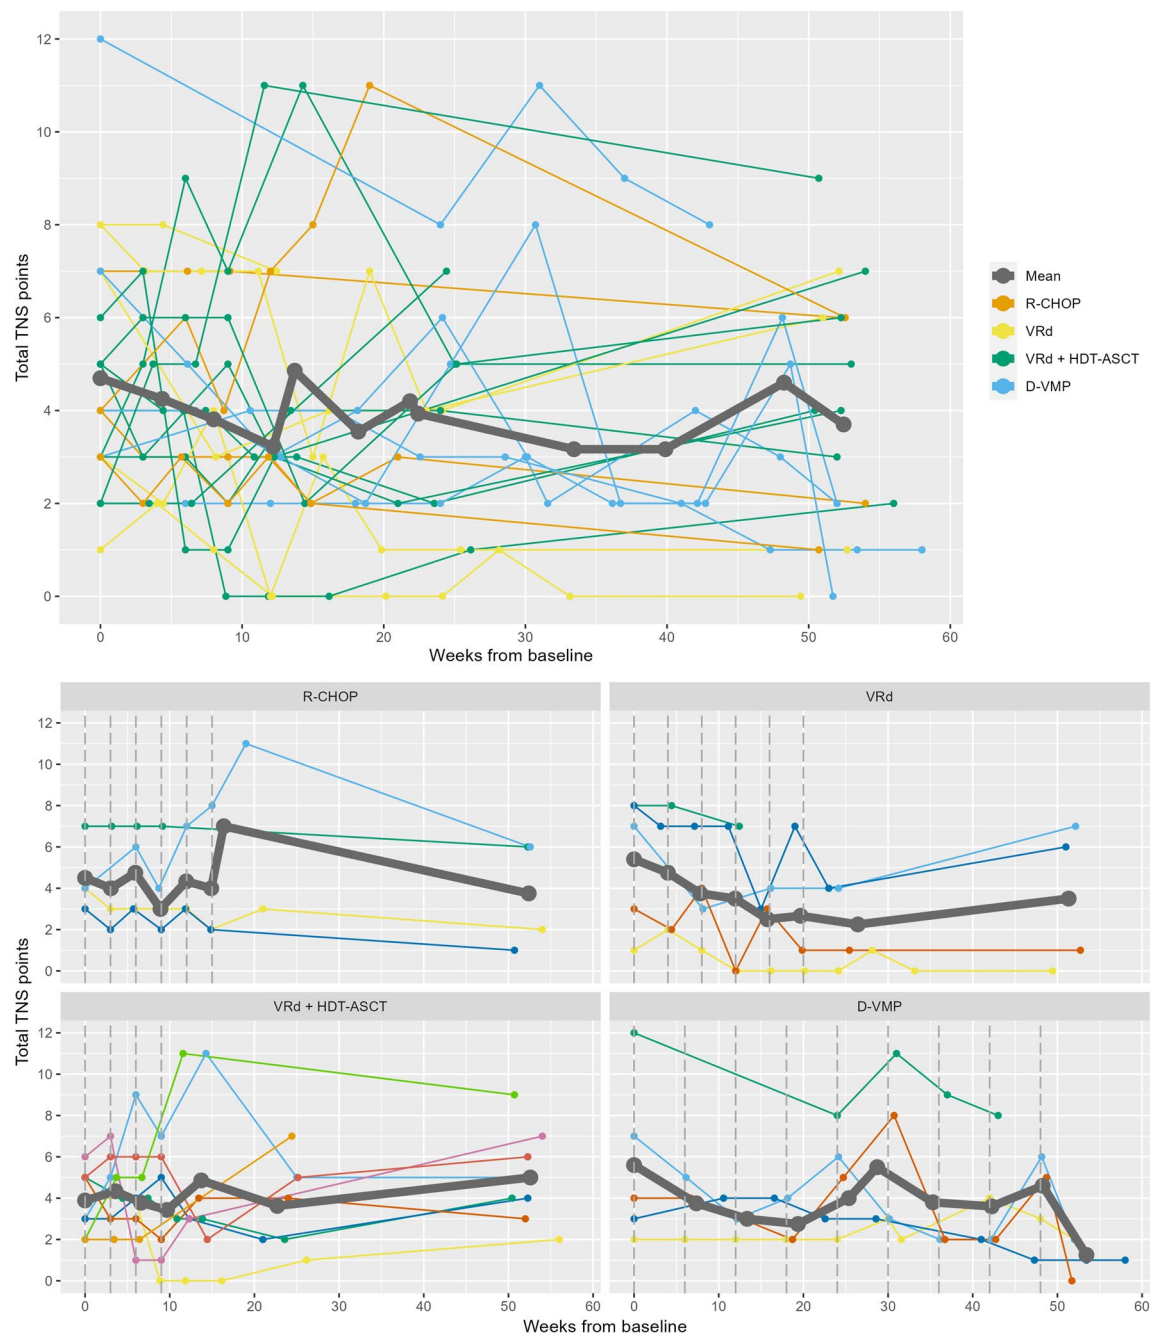 12
10
8
6
4
2
0
Total TNS points
0 10 20 30 40 50 60
Weeks from baseline
Mean
R-CHOP
VRd
VRd + HDT-ASCT
D-VMP
R-CHOP VRd
12
10
8
6
4
2
0
VRd + HDT-ASCT D-VMP
12
10
8
6
4
2
0
Total TNS points
0 10 20 30 40 50 60 0 10 20 30 40 50 60
Weeks from baseline